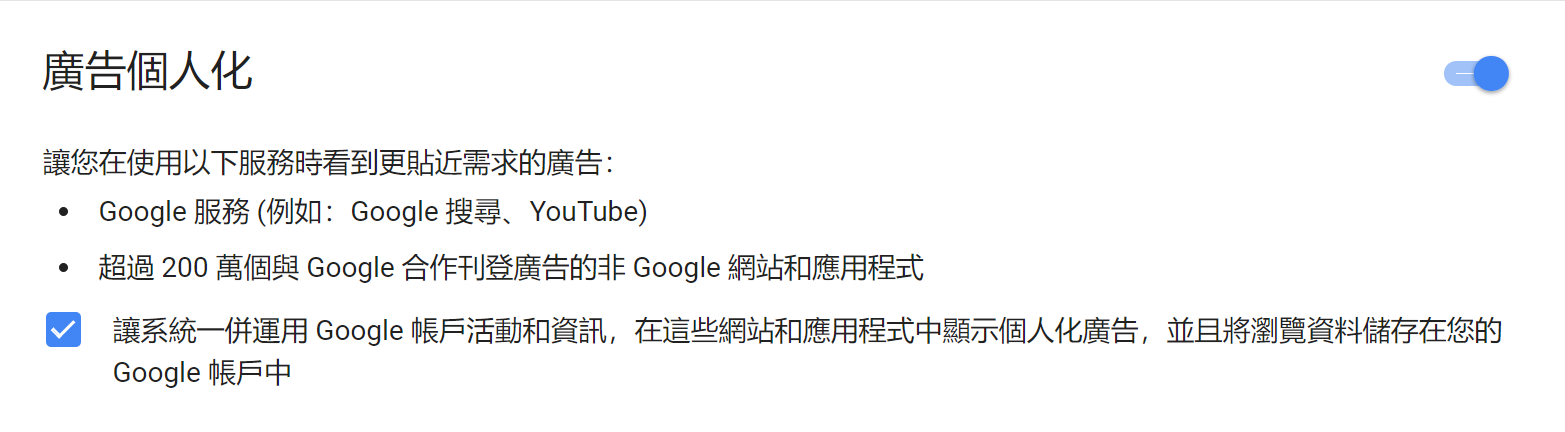 廣告個人化
讓您在使用以下服務時看到更貼近需求的廣告：
• Google 服務 (例如：Google 搜尋、YouTube)
• 超過 200 萬個與 Google 合作刊登廣告的非 Google 網站和應用程式
讓系統一併運用 Google 帳戶活動和資訊，在這些網站和應用程式中顯示個人化廣告，並且將瀏覽資料儲存在您的
Google 帳戶中